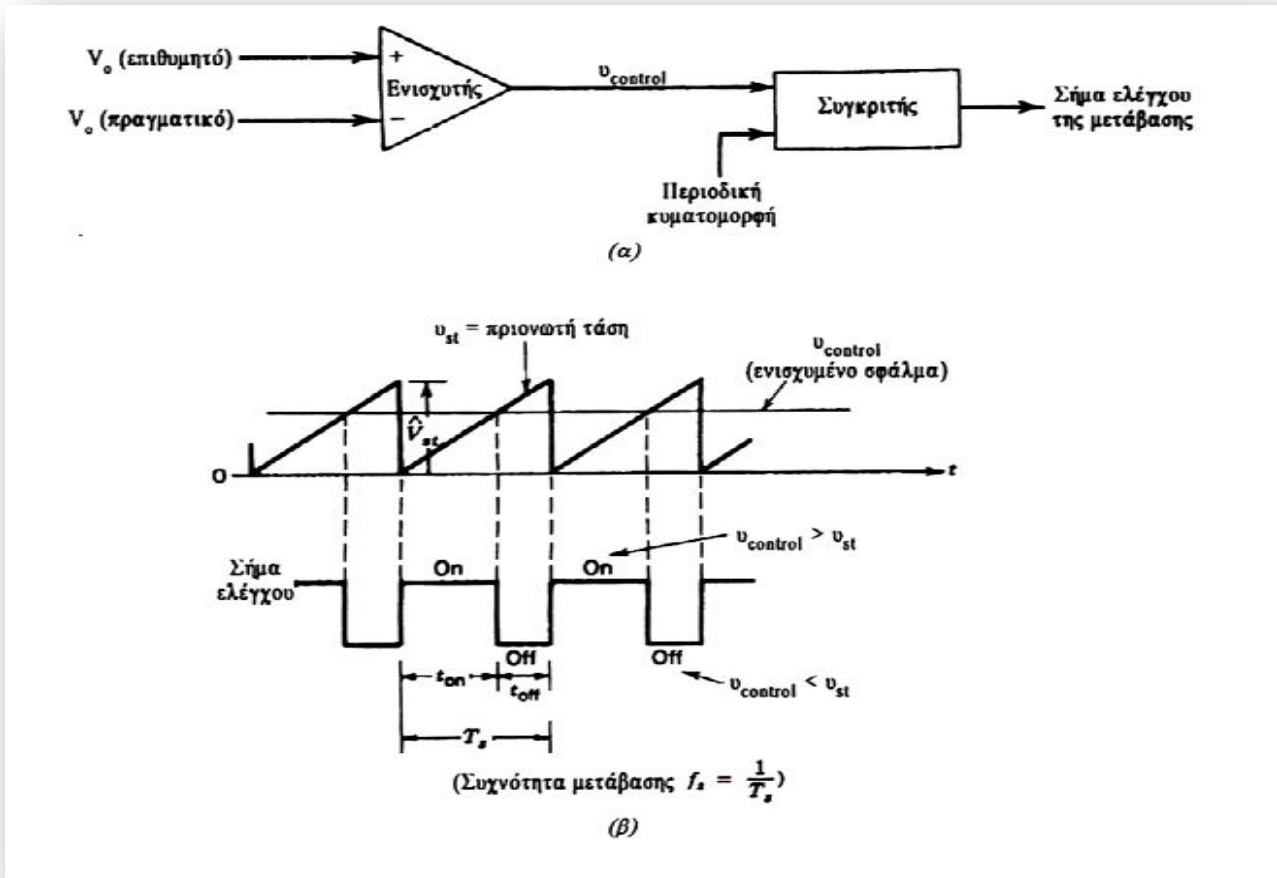 V_o (επιθυμητό)
V_o (πραγματικό)
+
Ενισχυτής
−
υ_control
Συγκριτής
Σήμα ελέγχου
της μετάβασης
Περιοδική
κυματομορφή
(α)
υ_st = πριονωτή τάση
υ_control
(ενισχυμένο σφάλμα)
V̂_st
0
t
υ_control > υ_st
Σήμα
ελέγχου
On
On
Off
Off
t_on
t_off
υ_control < υ_st
T_s
(Συχνότητα μετάβασης f_s = 1/T_s)
(β)